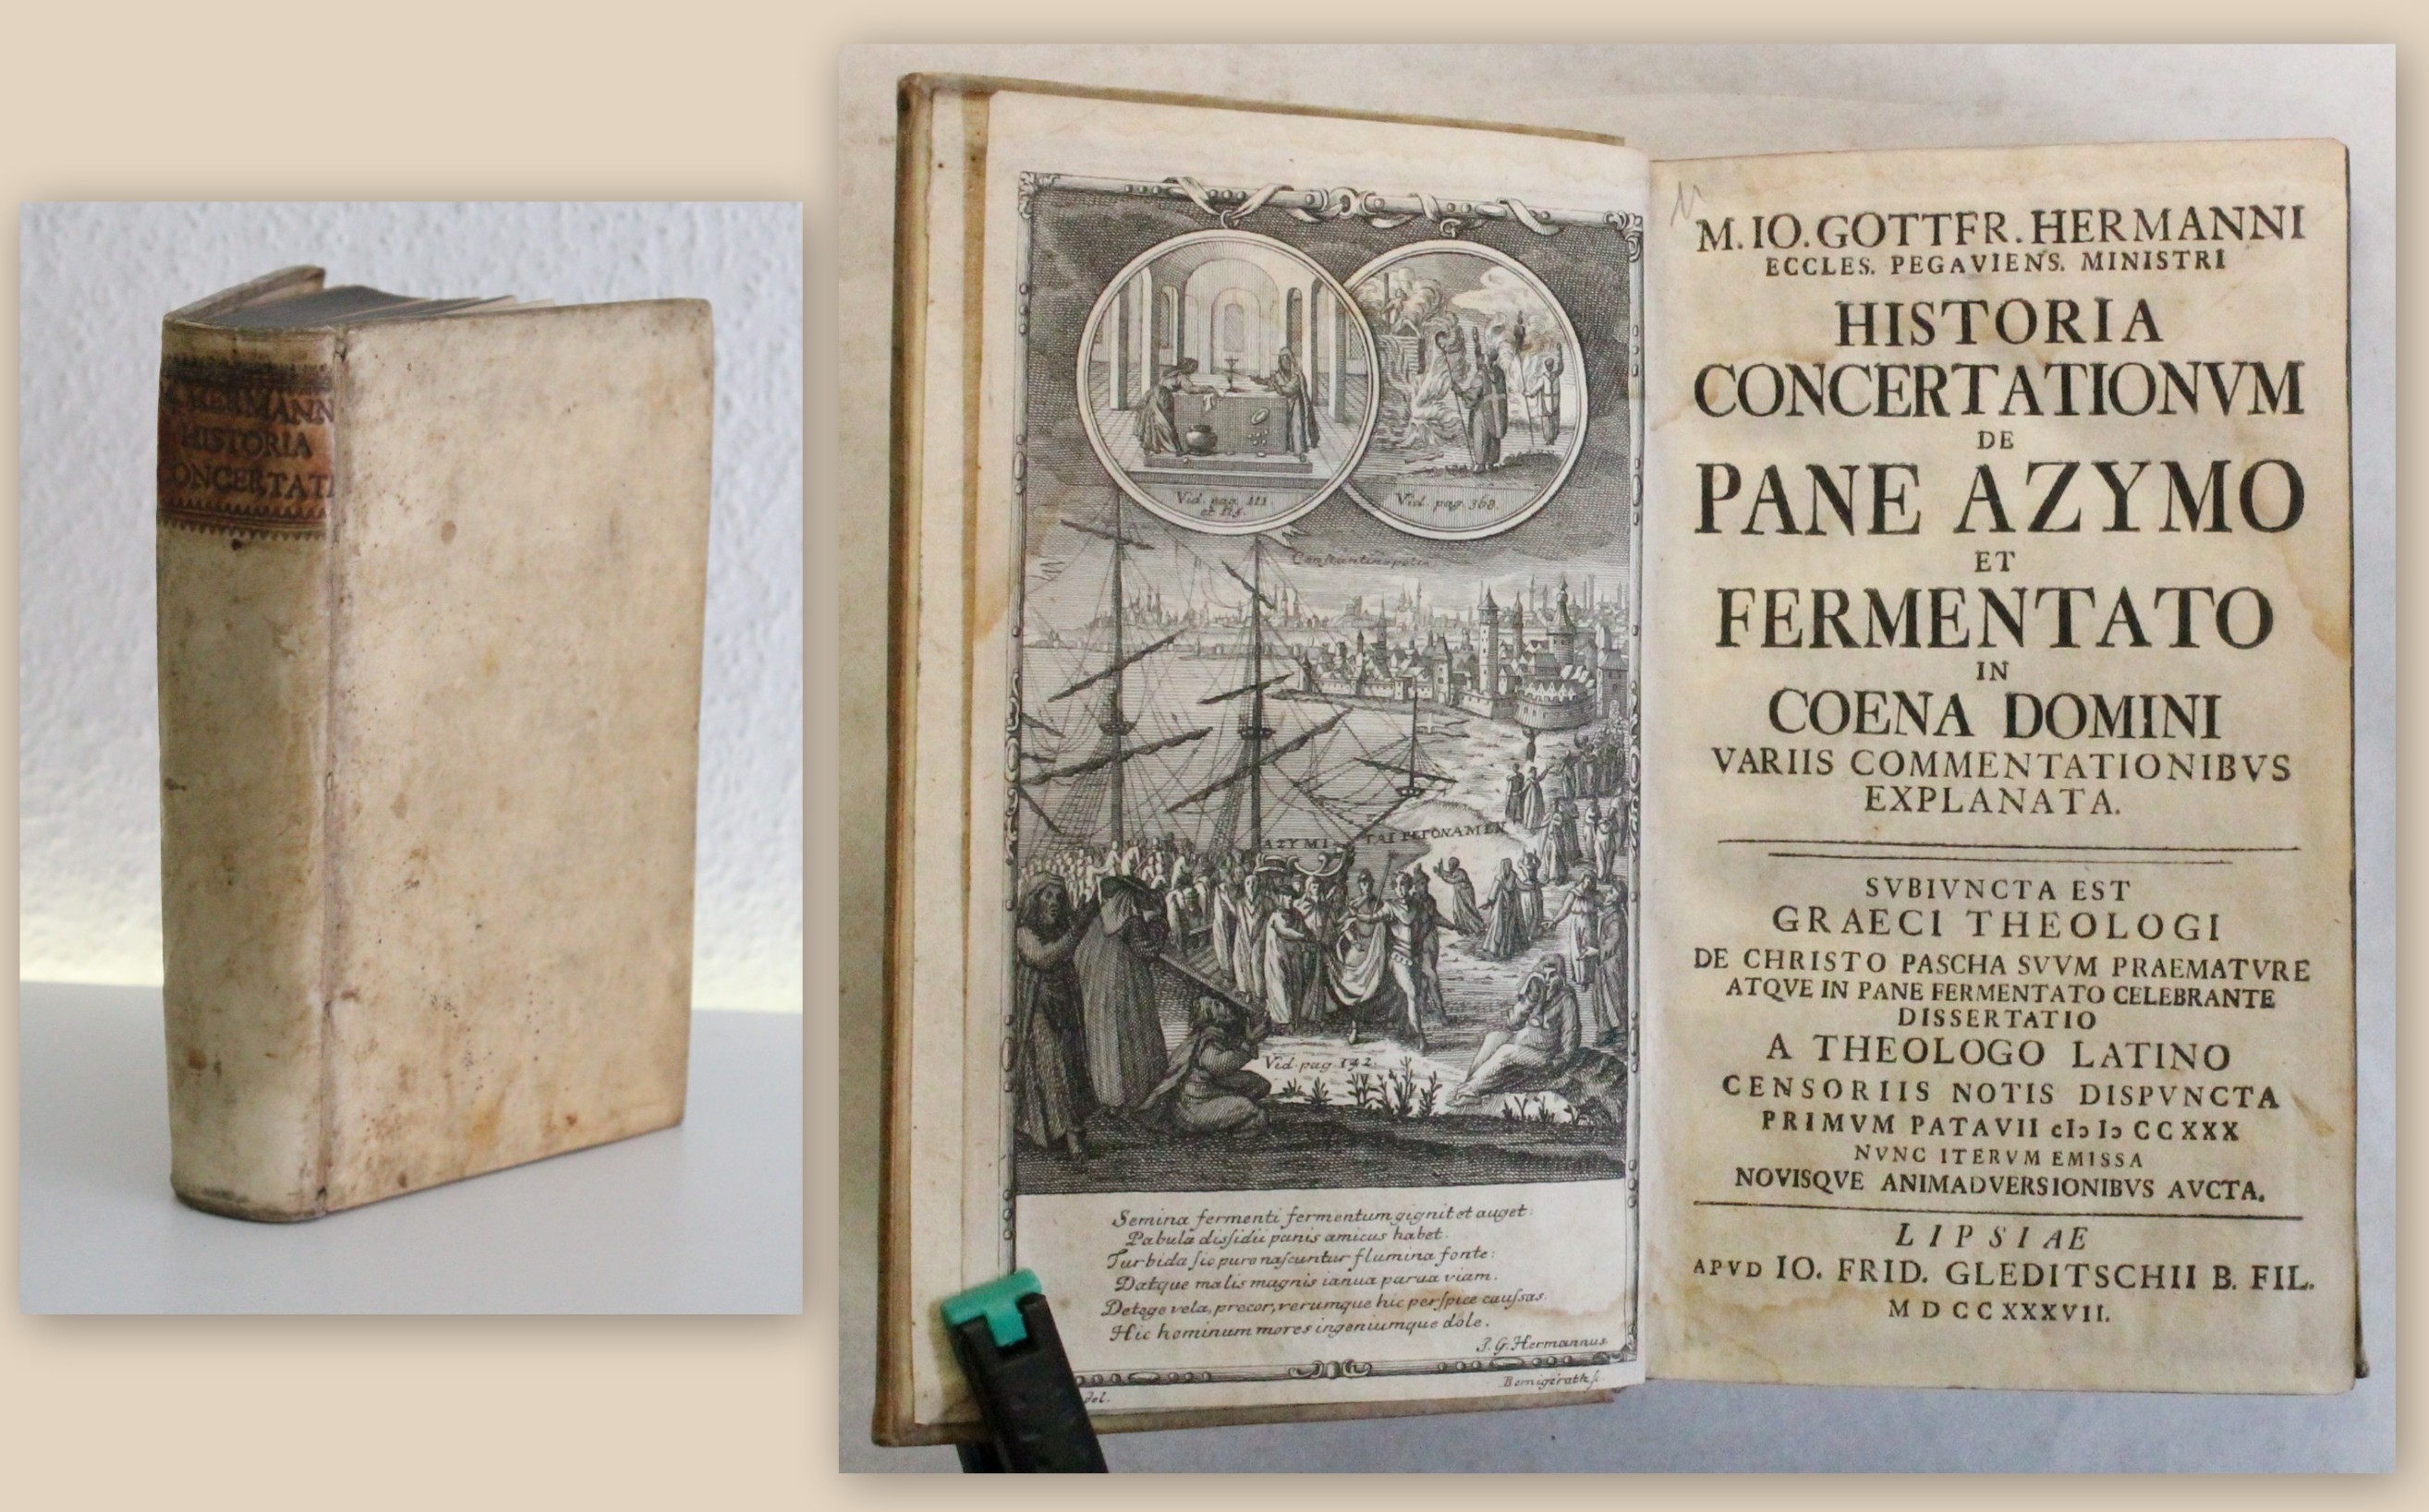 HERMANN
HISTORIA
CONCERTATI
Vid. pag. 111
et 115.
Vid. pag. 368.
Constantinopolis
AZYMI
Vid. pag. 142.
Semina fermenti fermentum gignit et auget:
Pabula dissidii panis amicus habet.
Turbida sic puro nascuntur flumina fonte:
Datque malis magnis ianua parua viam.
Detege vela, precor, rerumque hic perspice caussas.
Hic hominum mores ingeniumque dole.
J. G. Hermannus
del.
Bernigeroth sc.
M. IO. GOTTFR. HERMANNI
ECCLES. PEGAVIENS. MINISTRI
HISTORIA
CONCERTATIONVM
DE
PANE AZYMO
ET
FERMENTATO
IN
COENA DOMINI
VARIIS COMMENTATIONIBVS
EXPLANATA.
SVBIVNCTA EST
GRAECI THEOLOGI
DE CHRISTO PASCHA SVVM PRAEMATVRE
ATQVE IN PANE FERMENTATO CELEBRANTE
DISSERTATIO
A THEOLOGO LATINO
CENSORIIS NOTIS DISPVNCTA
PRIMVM PATAVII cIↄ Iↄ CCXXX
NVNC ITERVM EMISSA
NOVISQVE ANIMADVERSIONIBVS AVCTA.
LIPSIAE
APVD IO. FRID. GLEDITSCHII B. FIL.
MDCCXXXVII.